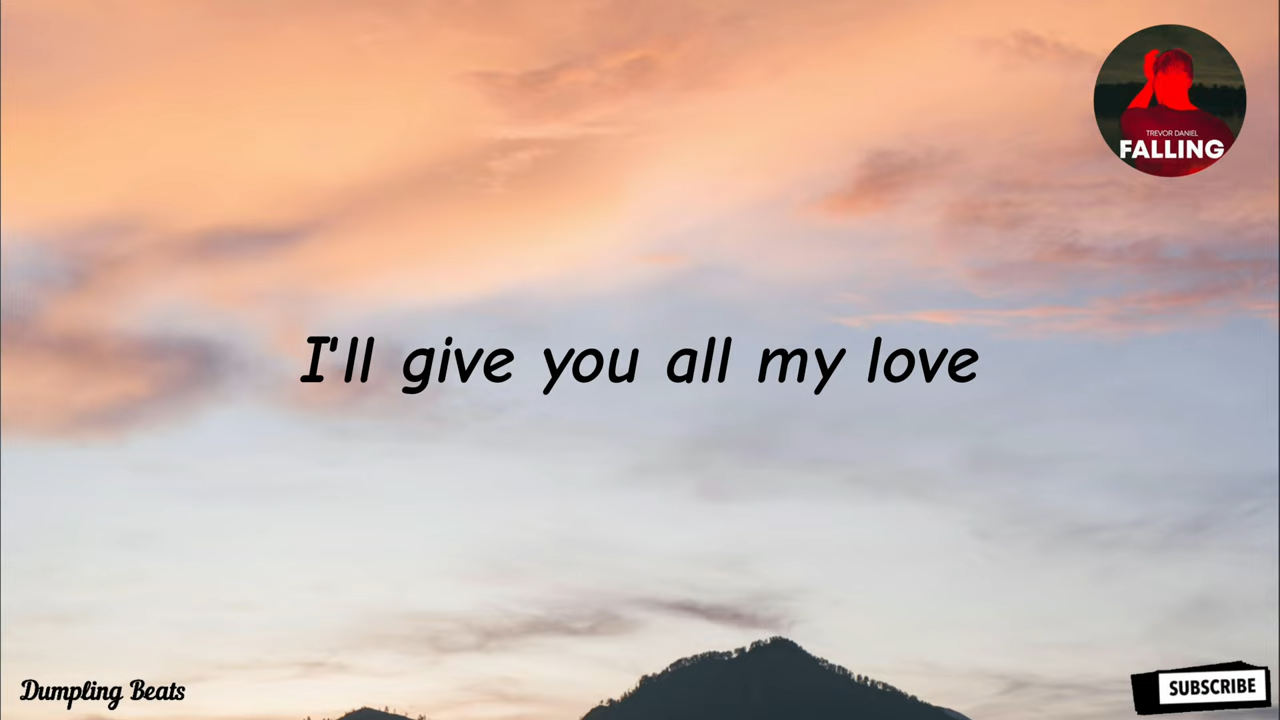 TREVOR DANIEL
FALLING
I'll give you all my love
Dumpling Beats
SUBSCRIBE